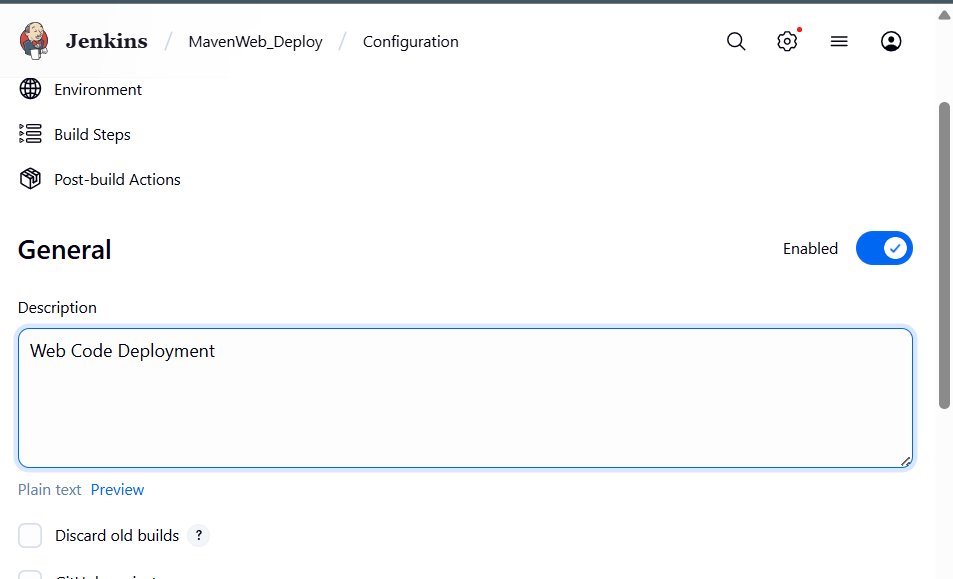 Jenkins / MavenWeb_Deploy / Configuration
Environment
Build Steps
Post-build Actions
General
Enabled
Description
Web Code Deployment
Plain text Preview
Discard old builds ?